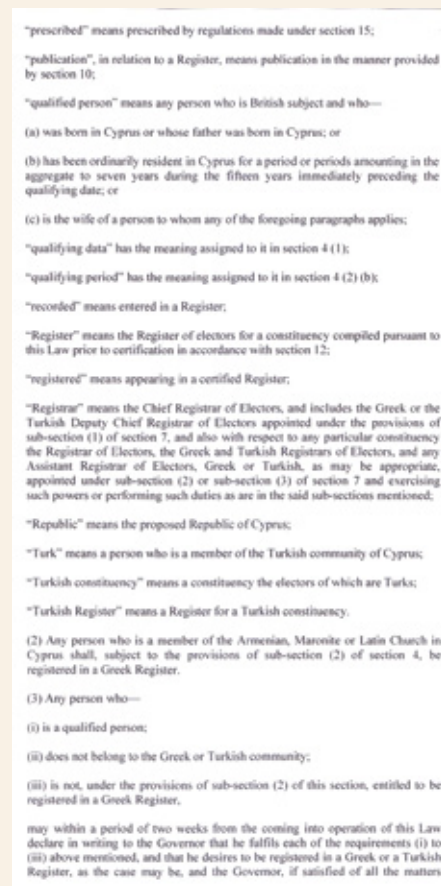 "prescribed" means prescribed by regulations made under section 15;
"publication", in relation to a Register, means publication in the manner provided
by section 10;
"qualified person" means any person who is British subject and who—
(a) was born in Cyprus or whose father was born in Cyprus; or
(b) has been ordinarily resident in Cyprus for a period or periods amounting in the
aggregate to seven years during the fifteen years immediately preceding the
qualifying date; or
(c) is the wife of a person to whom any of the foregoing paragraphs applies;
"qualifying data" has the meaning assigned to it in section 4 (1);
"qualifying period" has the meaning assigned to it in section 4 (2) (b);
"recorded" means entered in a Register;
"Register" means the Register of electors for a constituency compiled pursuant to
this Law prior to certification in accordance with section 12;
"registered" means appearing in a certified Register;
"Registrar" means the Chief Registrar of Electors, and includes the Greek or the
Turkish Deputy Chief Registrar of Electors appointed under the provisions of
sub-section (1) of section 7, and also with respect to any particular constituency
the Registrar of Electors, the Greek and Turkish Registrars of Electors, and any
Assistant Registrar of Electors, Greek or Turkish, as may be appropriate,
appointed under sub-section (2) or sub-section (3) of section 7 and exercising
such powers or performing such duties as are in the said sub-sections mentioned;
"Republic" means the proposed Republic of Cyprus;
"Turk" means a person who is a member of the Turkish community of Cyprus;
"Turkish constituency" means a constituency the electors of which are Turks;
"Turkish Register" means a Register for a Turkish constituency.
(2) Any person who is a member of the Armenian, Maronite or Latin Church in
Cyprus shall, subject to the provisions of sub-section (2) of section 4, be
registered in a Greek Register.
(3) Any person who—
(i) is a qualified person;
(ii) does not belong to the Greek or Turkish community;
(iii) is not, under the provisions of sub-section (2) of this section, entitled to be
registered in a Greek Register,
may within a period of two weeks from the coming into operation of this Law
declare in writing to the Governor that he fulfils each of the requirements (i) to
(iii) above mentioned, and that he desires to be registered in a Greek or a Turkish
Register, as the case may be, and the Governor, if satisfied of all the matters